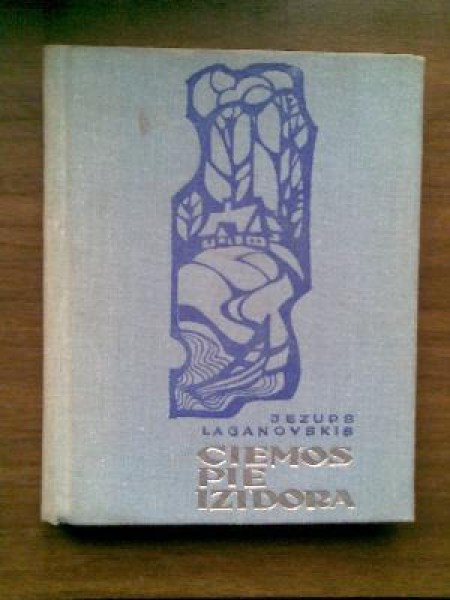 JEZUPS
LAGANOVSKIS
CIEMOS
PIE
IZIDORA